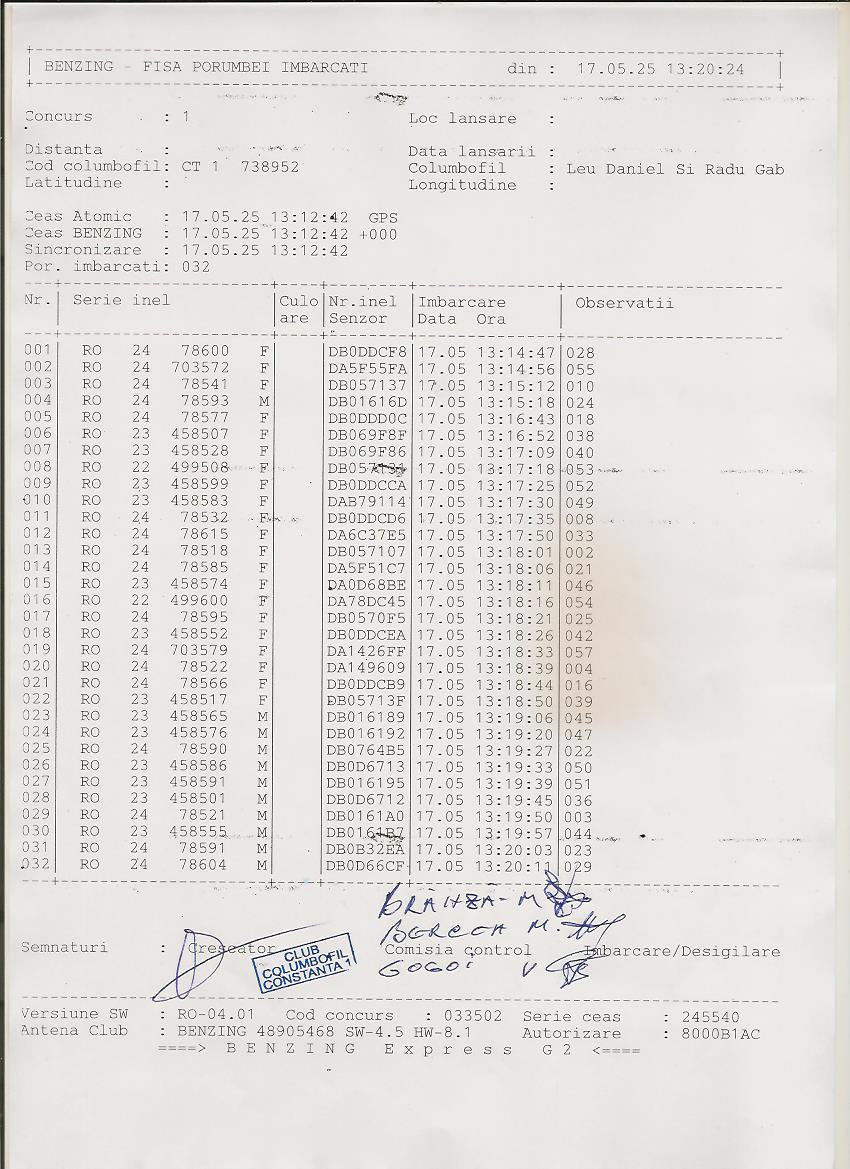 BENZING - FISA PORUMBEI IMBARCATI din : 17.05.25 13:20:24
Concurs : 1 Loc lansare :
Distanta : Data lansarii :
Cod columbofil: CT 1 738952 Columbofil : Leu Daniel Si Radu Gab
Latitudine : Longitudine :
Ceas Atomic : 17.05.25 13:12:42 GPS
Ceas BENZING : 17.05.25 13:12:42 +000
Sincronizare : 17.05.25 13:12:42
Por. imbarcati: 032
Nr. Serie inel Culo Nr.inel Imbarcare Observatii
are Senzor Data Ora
001 RO 24 78600 F DB0DDCF8 17.05 13:14:47 028
002 RO 24 703572 F DA5F55FA 17.05 13:14:56 055
003 RO 24 78541 F DB057137 17.05 13:15:12 010
004 RO 24 78593 M DB01616D 17.05 13:15:18 024
005 RO 24 78577 F DB0DDD0C 17.05 13:16:43 018
006 RO 23 458507 F DB069F8F 17.05 13:16:52 038
007 RO 23 458528 F DB069F86 17.05 13:17:09 040
008 RO 22 499508 F 17.05 13:17:18 053
009 RO 23 458599 F DB0DDCCA 17.05 13:17:25 052
010 RO 23 458583 F DAB79114 17.05 13:17:30 049
011 RO 24 78532 F DB0DDCD6 17.05 13:17:35 008
012 RO 24 78615 F DA6C37E5 17.05 13:17:50 033
013 RO 24 78518 F DB057107 17.05 13:18:01 002
014 RO 24 78585 F DA5F51C7 17.05 13:18:06 021
015 RO 23 458574 F DA0D68BE 17.05 13:18:11 046
016 RO 22 499600 F DA78DC45 17.05 13:18:16 054
017 RO 24 78595 F DB0570F5 17.05 13:18:21 025
018 RO 23 458552 F DB0DDCEA 17.05 13:18:26 042
019 RO 24 703579 F DA1426FF 17.05 13:18:33 057
020 RO 24 78522 F DA149609 17.05 13:18:39 004
021 RO 24 78566 F DB0DDCB9 17.05 13:18:44 016
022 RO 23 458517 F DB05713F 17.05 13:18:50 039
023 RO 23 458565 M DB016189 17.05 13:19:06 045
024 RO 23 458576 M DB016192 17.05 13:19:20 047
025 RO 24 78590 M DB0764B5 17.05 13:19:27 022
026 RO 23 458586 M DB0D6713 17.05 13:19:33 050
027 RO 23 458591 M DB016195 17.05 13:19:39 051
028 RO 23 458501 M DB0D6712 17.05 13:19:45 036
029 RO 24 78521 M DB0161A0 17.05 13:19:50 003
030 RO 23 458555 M DB0161B7 17.05 13:19:57 044
031 RO 24 78591 M DB0B32EA 17.05 13:20:03 023
032 RO 24 78604 M DB0D66CF 17.05 13:20:11 029
BRÂNZĂ - M
BERCEA M.
Semnaturi : Crescator Comisia control Imbarcare/Desigilare
CLUB
COLUMBOFIL
CONSTANTA 1
GOGOI V
Versiune SW : RO-04.01 Cod concurs : 033502 Serie ceas : 245540
Antena Club : BENZING 48905468 SW-4.5 HW-8.1 Autorizare : 8000B1AC
====> B E N Z I N G E x p r e s s G 2 <====